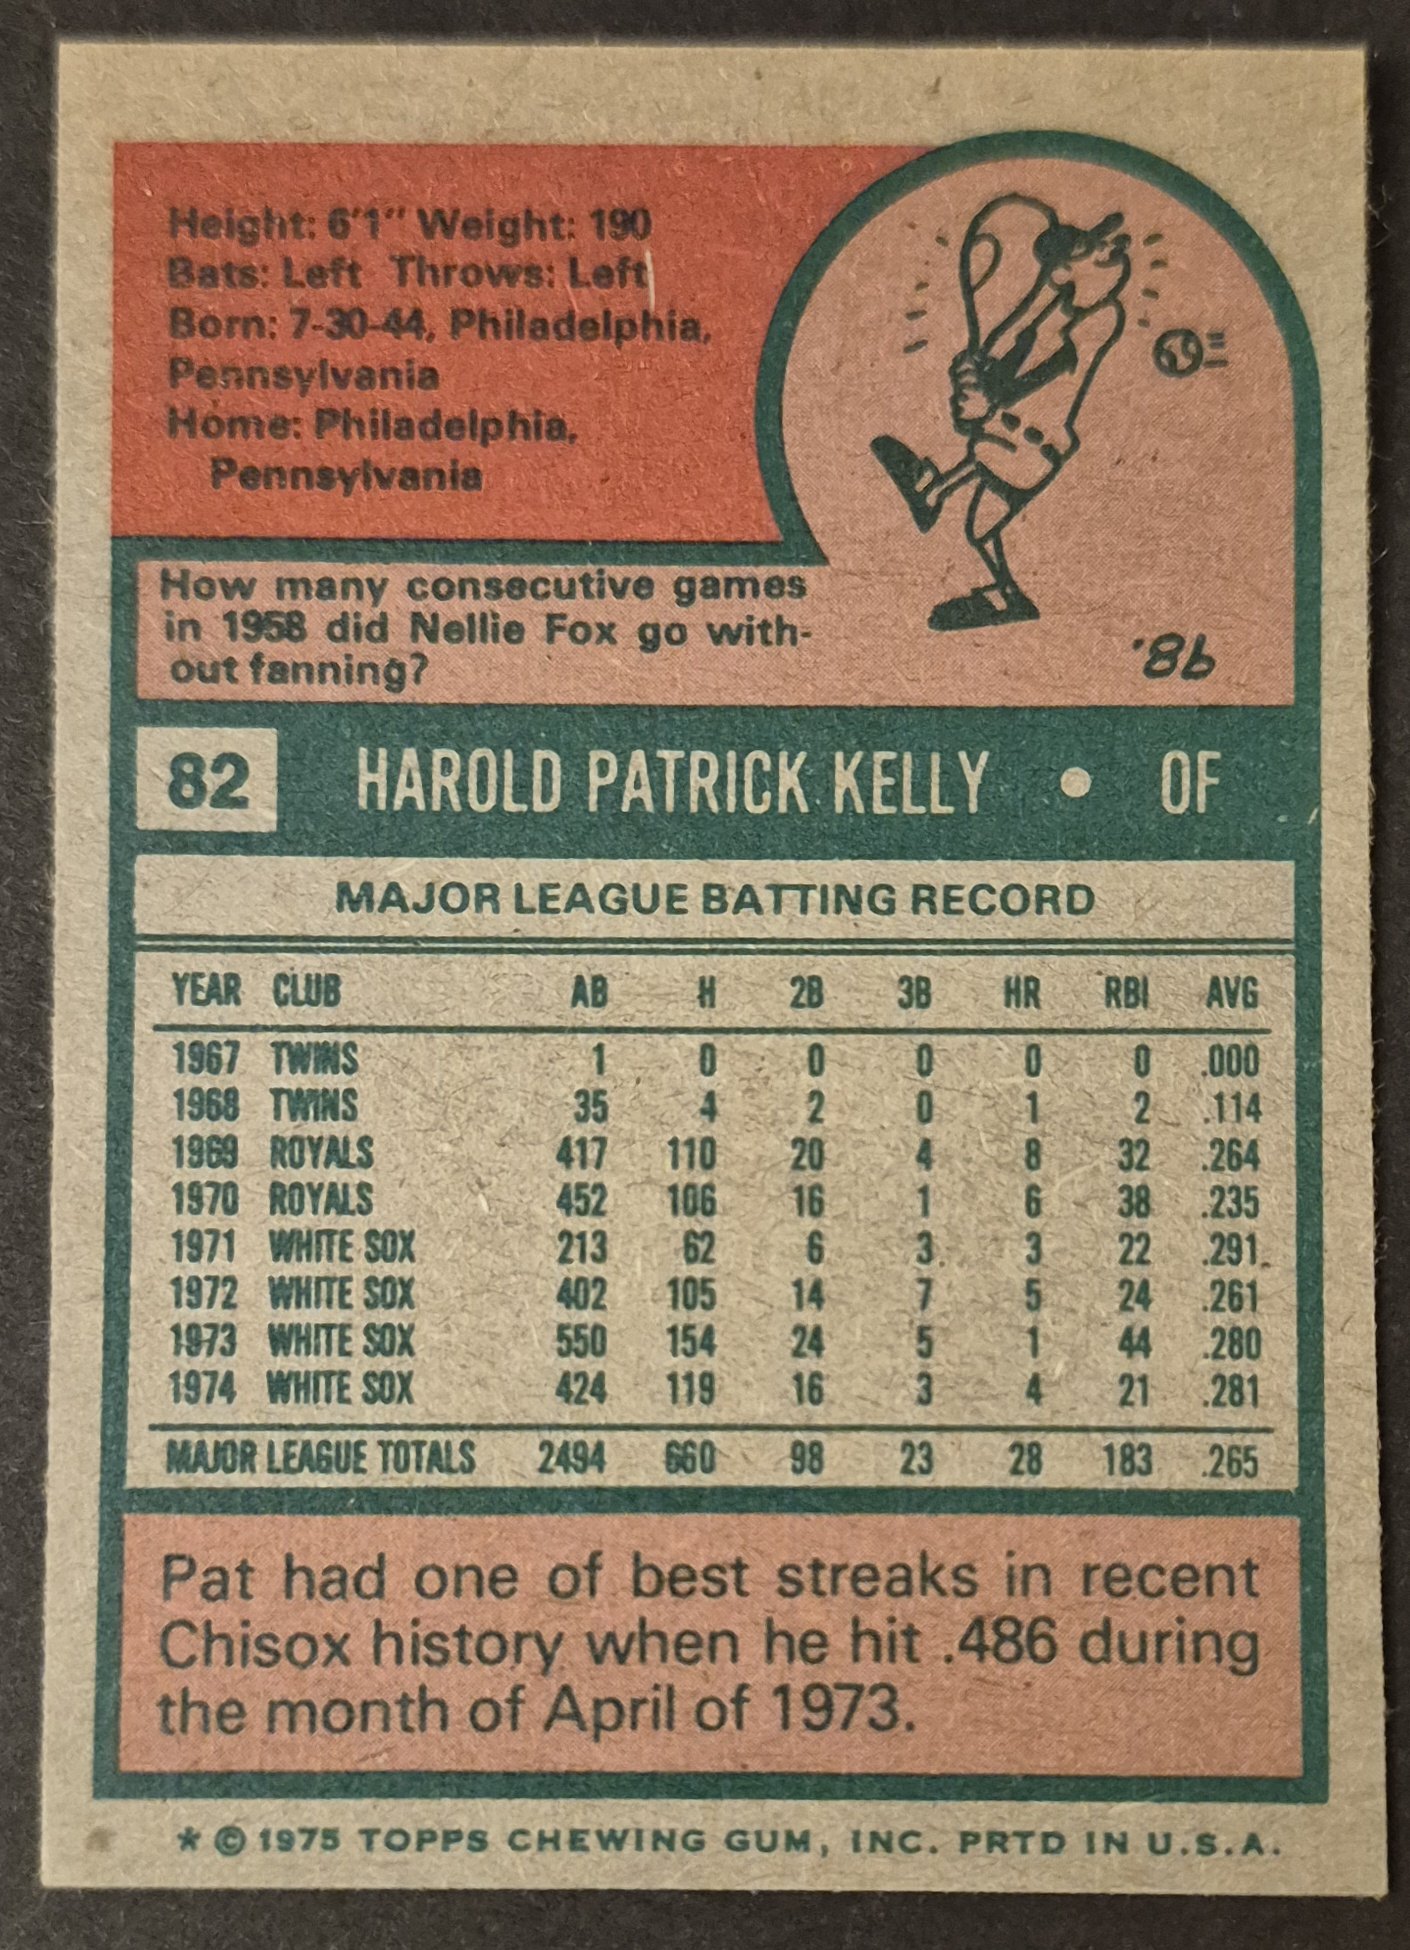 Height: 6'1" Weight: 190
Bats: Left Throws: Left
Born: 7-30-44, Philadelphia,
Pennsylvania
Home: Philadelphia,
Pennsylvania
How many consecutive games
in 1958 did Nellie Fox go with-
out fanning?
98.
82 HAROLD PATRICK KELLY • OF
MAJOR LEAGUE BATTING RECORD
YEAR CLUB AB H 2B 3B HR RBI AVG
1967 TWINS 1 0 0 0 0 0 .000
1968 TWINS 35 4 2 0 1 2 .114
1969 ROYALS 417 110 20 4 8 32 .264
1970 ROYALS 452 106 16 1 6 38 .235
1971 WHITE SOX 213 62 6 3 3 22 .291
1972 WHITE SOX 402 105 14 7 5 24 .261
1973 WHITE SOX 550 154 24 5 1 44 .280
1974 WHITE SOX 424 119 16 3 4 21 .281
MAJOR LEAGUE TOTALS 2494 660 98 23 28 183 .265
Pat had one of best streaks in recent
Chisox history when he hit .486 during
the month of April of 1973.
* © 1975 TOPPS CHEWING GUM, INC. PRTD IN U.S.A.